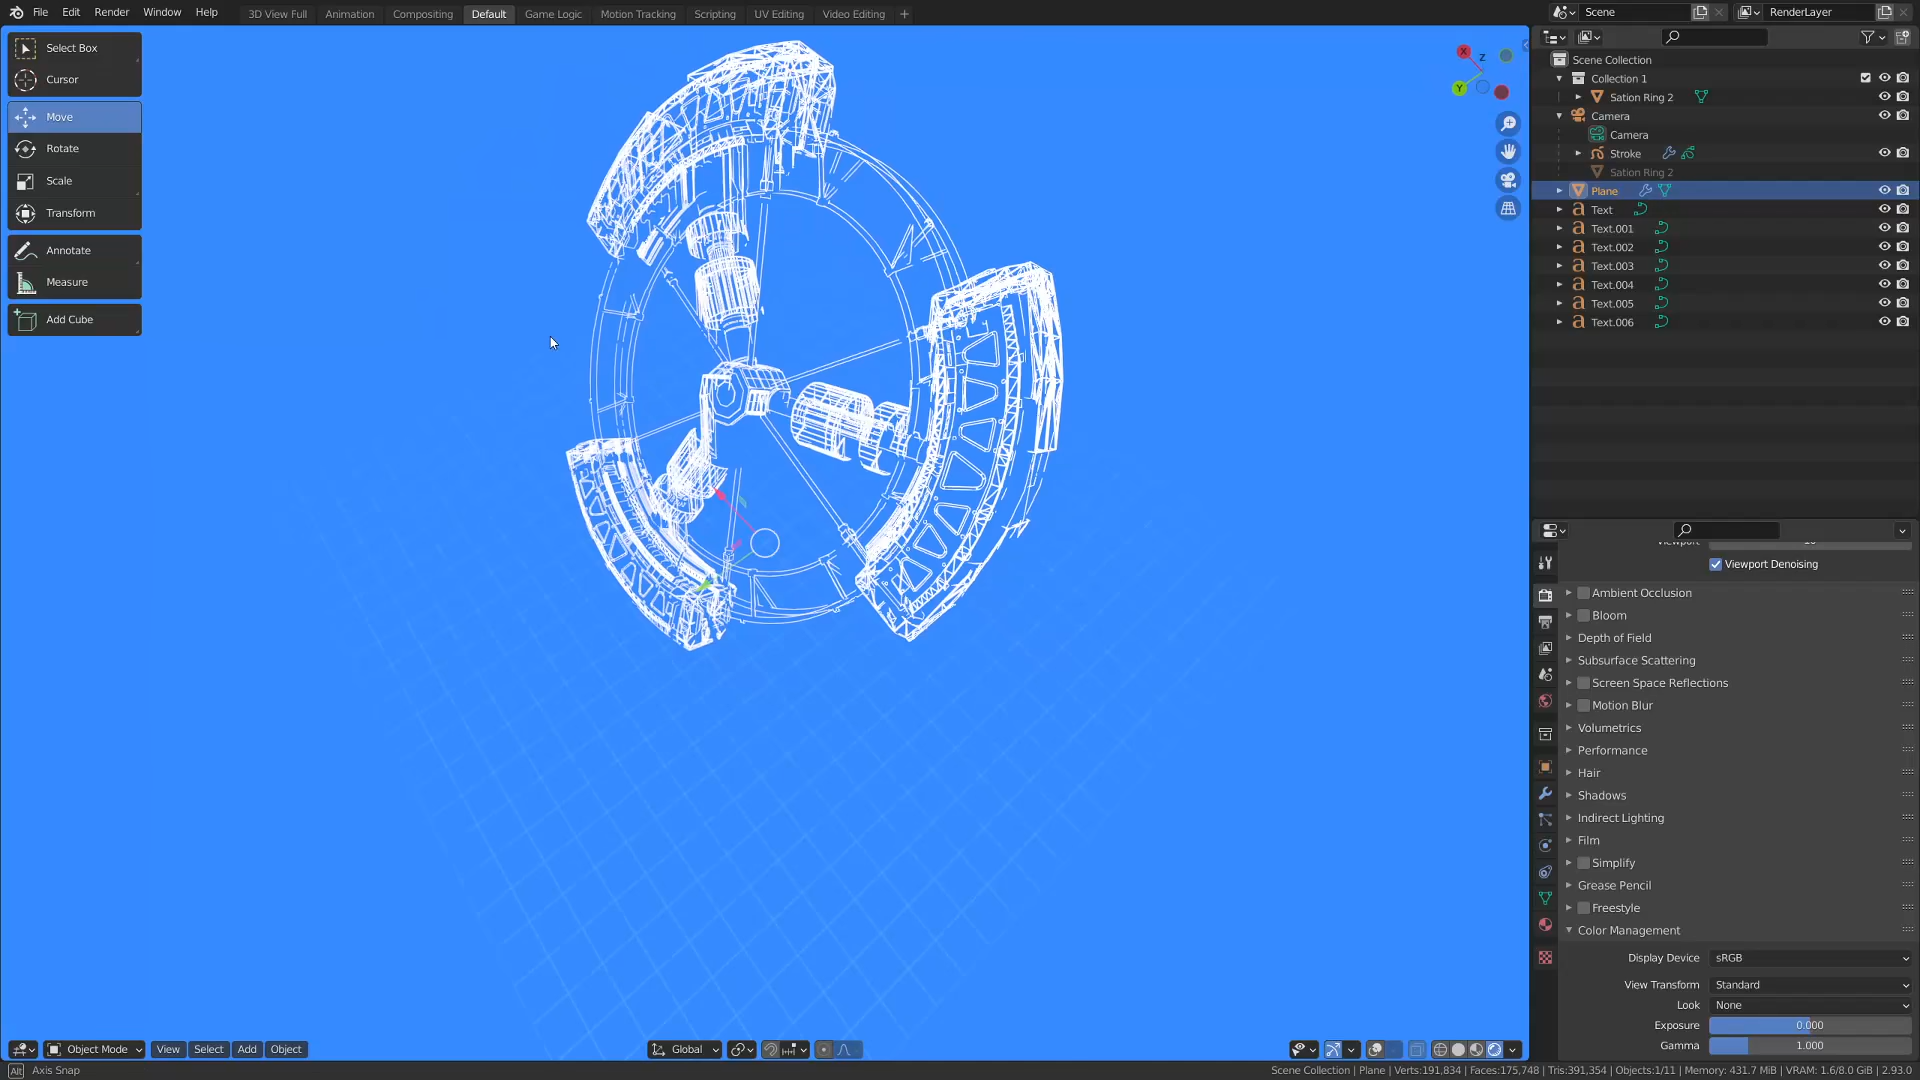 File Edit Render Window Help
3D View Full Animation Compositing Default Game Logic Motion Tracking Scripting UV Editing Video Editing +
Scene
RenderLayer
Select Box
Cursor
Move
Rotate
Scale
Transform
Annotate
Measure
Add Cube
X
Z
Y
Scene Collection
Collection 1
Sation Ring 2
Camera
Camera
Stroke
Sation Ring 2
Plane
Text
Text.001
Text.002
Text.003
Text.004
Text.005
Text.006
Viewport Denoising
Ambient Occlusion
Bloom
Depth of Field
Subsurface Scattering
Screen Space Reflections
Motion Blur
Volumetrics
Performance
Hair
Shadows
Indirect Lighting
Film
Simplify
Grease Pencil
Freestyle
Color Management
Display Device sRGB
View Transform Standard
Look None
Exposure 0.000
Gamma 1.000
Object Mode View Select Add Object
Global
Alt Axis Snap
Scene Collection | Plane | Verts:191,834 | Faces:175,748 | Tris:391,354 | Objects:1/11 | Memory: 431.7 MiB | VRAM: 1.6/8.0 GiB | 2.93.0